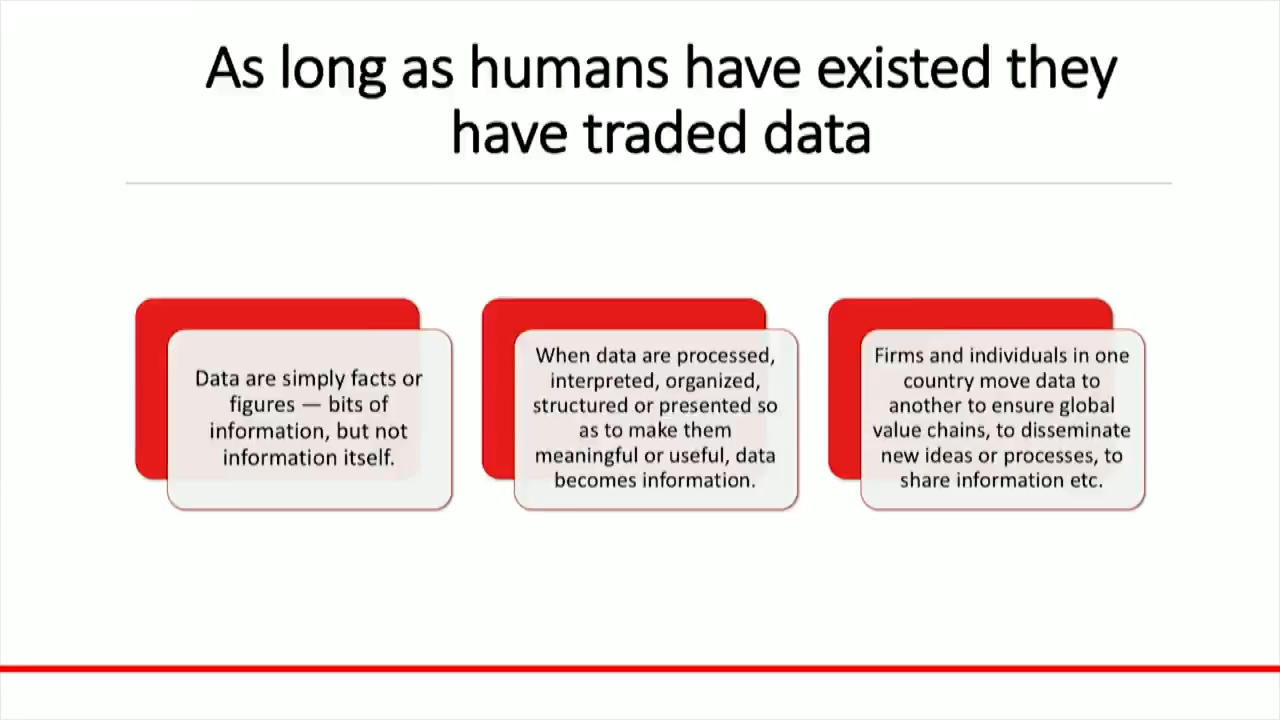 As long as humans have existed they
have traded data
Data are simply facts or
figures — bits of
information, but not
information itself.
When data are processed,
interpreted, organized,
structured or presented so
as to make them
meaningful or useful, data
becomes information.
Firms and individuals in one
country move data to
another to ensure global
value chains, to disseminate
new ideas or processes, to
share information etc.